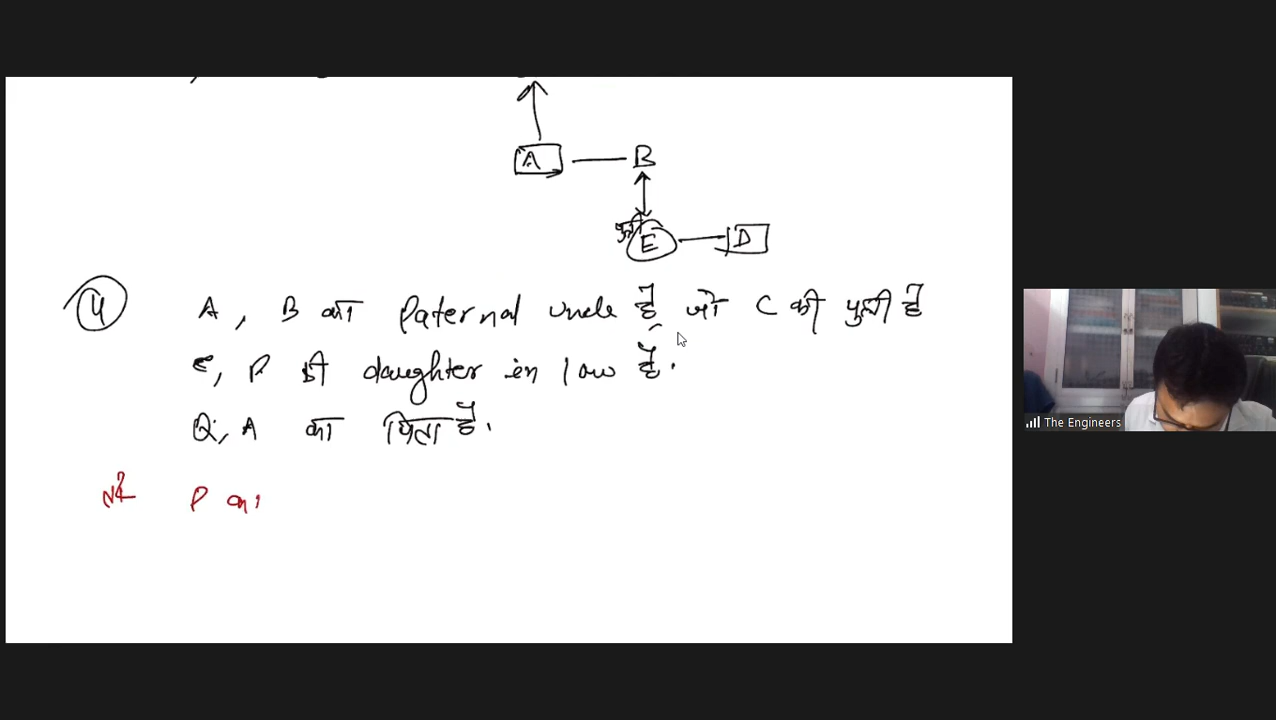 A B
पुत्री E D
4 A, B का Paternal uncle है जो C की पुत्री है
C, P की daughter in law है.
Q, A का पिता है.
P का
The Engineers